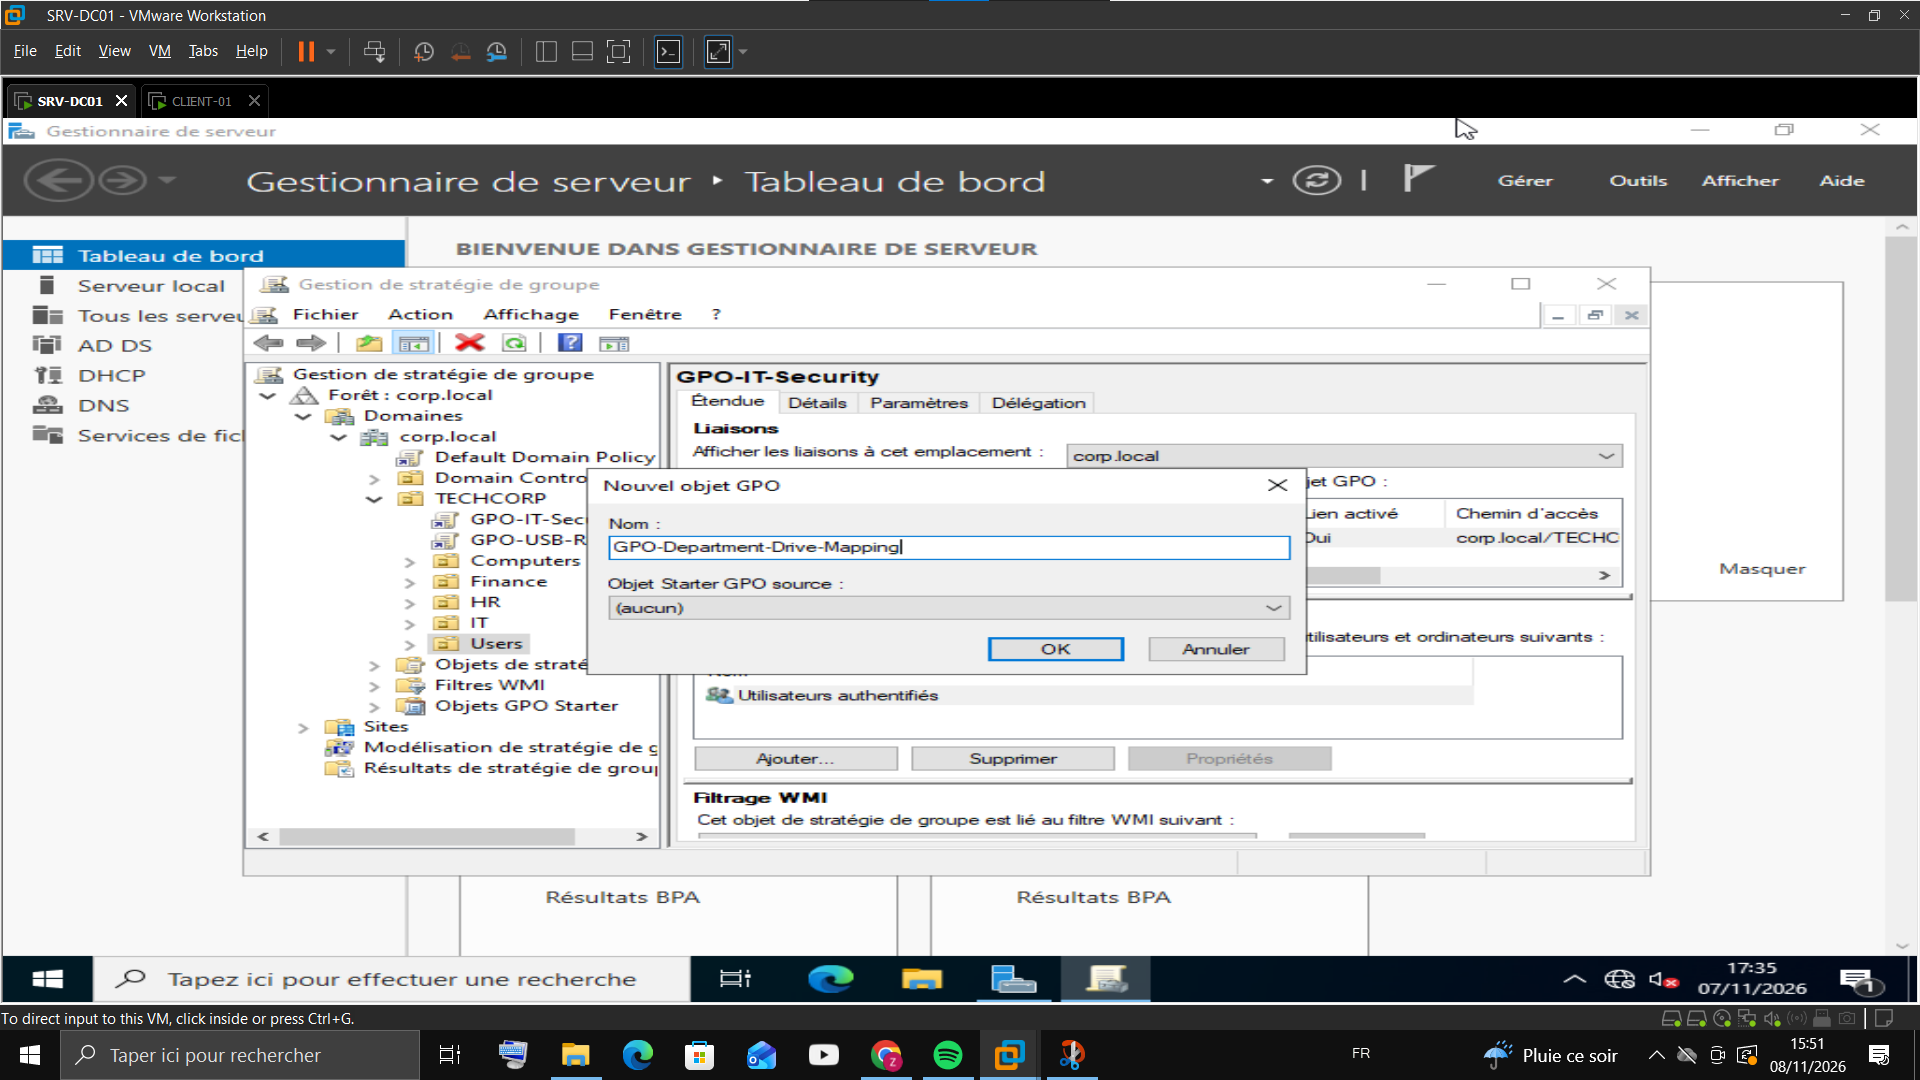 SRV-DC01 - VMware Workstation
File Edit View VM Tabs Help
SRV-DC01
CLIENT-01
Gestionnaire de serveur
Gestionnaire de serveur ‣ Tableau de bord
Gérer Outils Afficher Aide
Tableau de bord
Serveur local
Tous les serveu
AD DS
DHCP
DNS
Services de fic
BIENVENUE DANS GESTIONNAIRE DE SERVEUR
Masquer
Gestion de stratégie de groupe
Fichier Action Affichage Fenêtre ?
Gestion de stratégie de groupe
Forêt : corp.local
Domaines
corp.local
Default Domain Policy
Domain Contro
TECHCORP
GPO-IT-Sec
GPO-USB-R
Computers
Finance
HR
IT
Users
Objets de straté
Filtres WMI
Objets GPO Starter
Sites
Modélisation de stratégie de g
Résultats de stratégie de group
GPO-IT-Security
Étendue Détails Paramètres Délégation
Liaisons
Afficher les liaisons à cet emplacement : corp.local
jet GPO :
Lien activé Chemin d'accès
Oui corp.local/TECHC
tilisateurs et ordinateurs suivants :
Utilisateurs authentifiés
Ajouter... Supprimer Propriétés
Filtrage WMI
Cet objet de stratégie de groupe est lié au filtre WMI suivant :
Nouvel objet GPO
Nom :
GPO-Department-Drive-Mapping
Objet Starter GPO source :
(aucun)
OK Annuler
Résultats BPA Résultats BPA
Tapez ici pour effectuer une recherche
17:35
07/11/2026
1
To direct input to this VM, click inside or press Ctrl+G.
Taper ici pour rechercher
FR
Pluie ce soir
15:51
08/11/2026